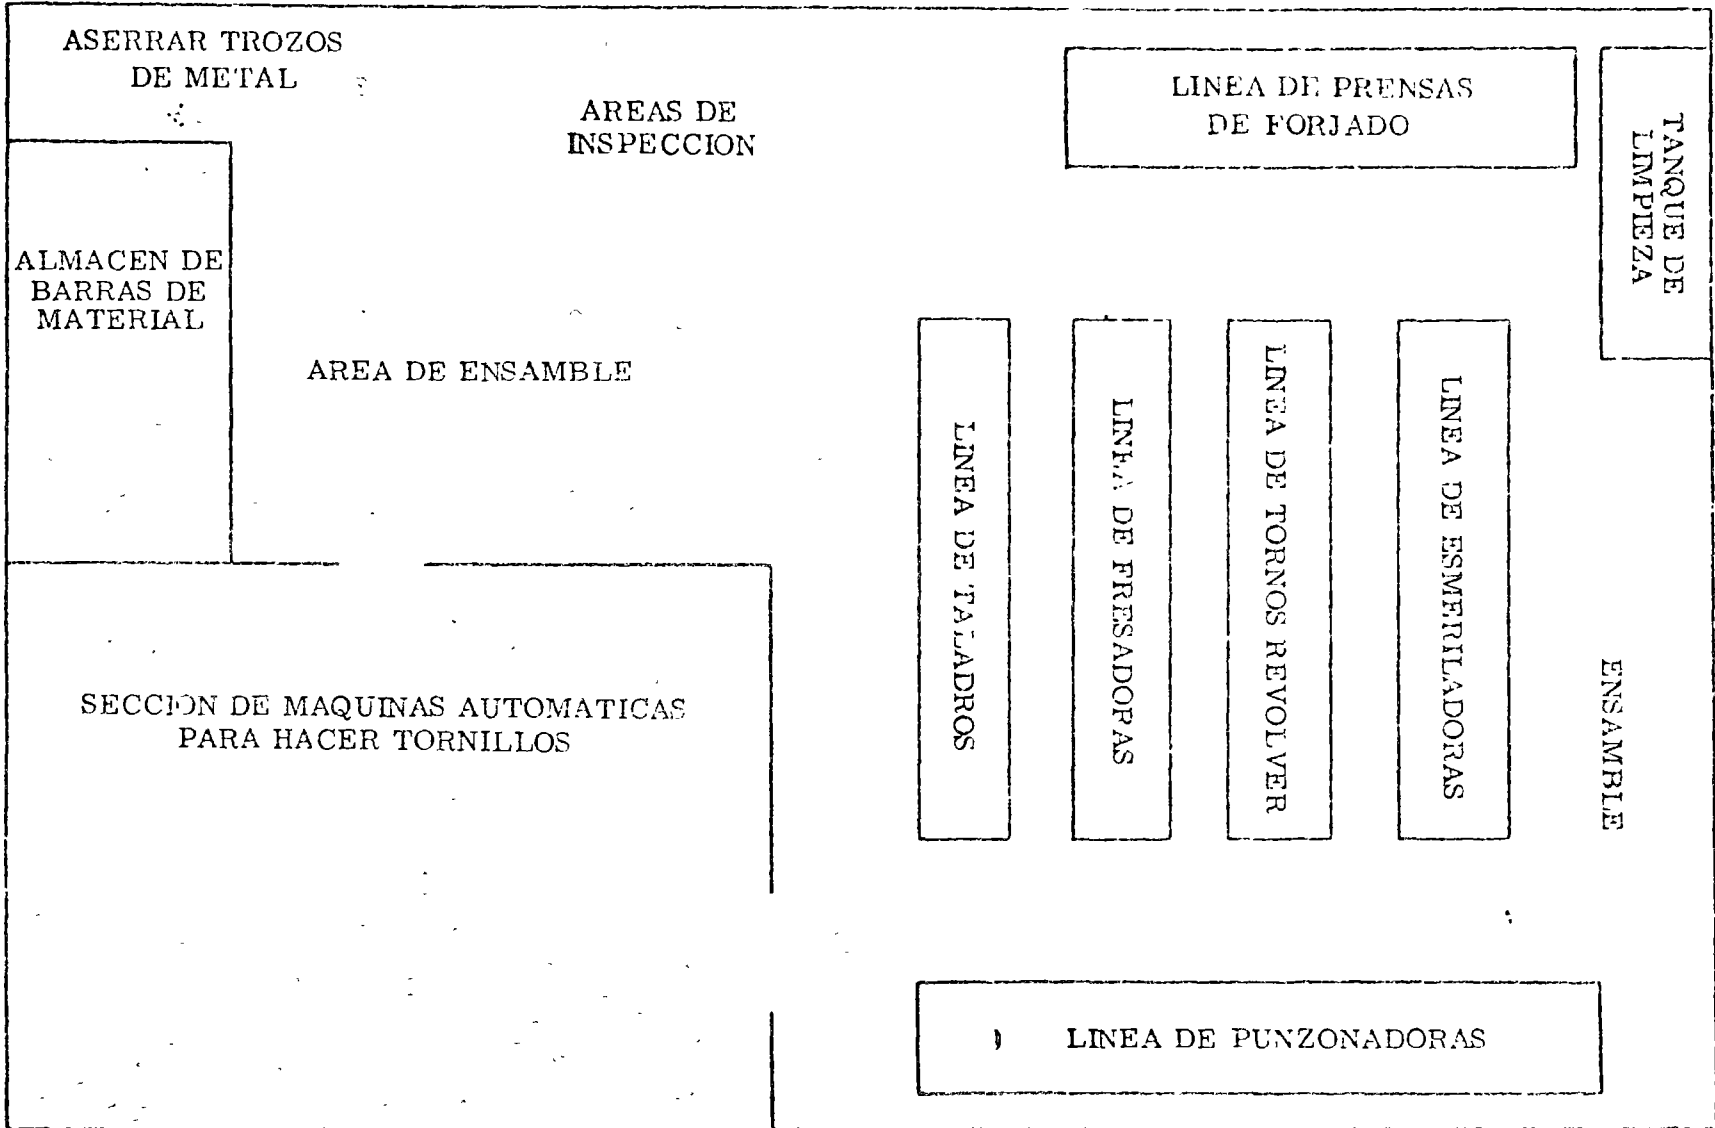 ASERRAR TROZOS
DE METAL
AREAS DE
INSPECCION
LINEA DE PRENSAS
DE FORJADO
TANQUE DE
LIMPIEZA
ALMACEN DE
BARRAS DE
MATERIAL
AREA DE ENSAMBLE
LINEA DE TALADROS
LINEA DE FRESADORAS
LINEA DE TORNOS REVOLVER
LINEA DE ESMERILADORAS
ENSAMBLE
SECCION DE MAQUINAS AUTOMATICAS
PARA HACER TORNILLOS
LINEA DE PUNZONADORAS